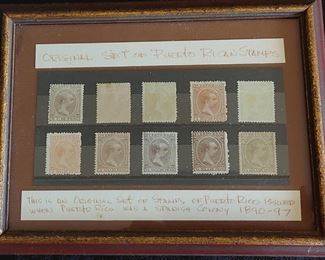 ORIGINAL SET OF PUERTO RICAN STAMPS
THIS IS AN ORIGINAL SET OF STAMPS OF PUERTO RICO ISSUED
WHEN PUERTO RICO WAS A SPANISH COLONY 1890-97